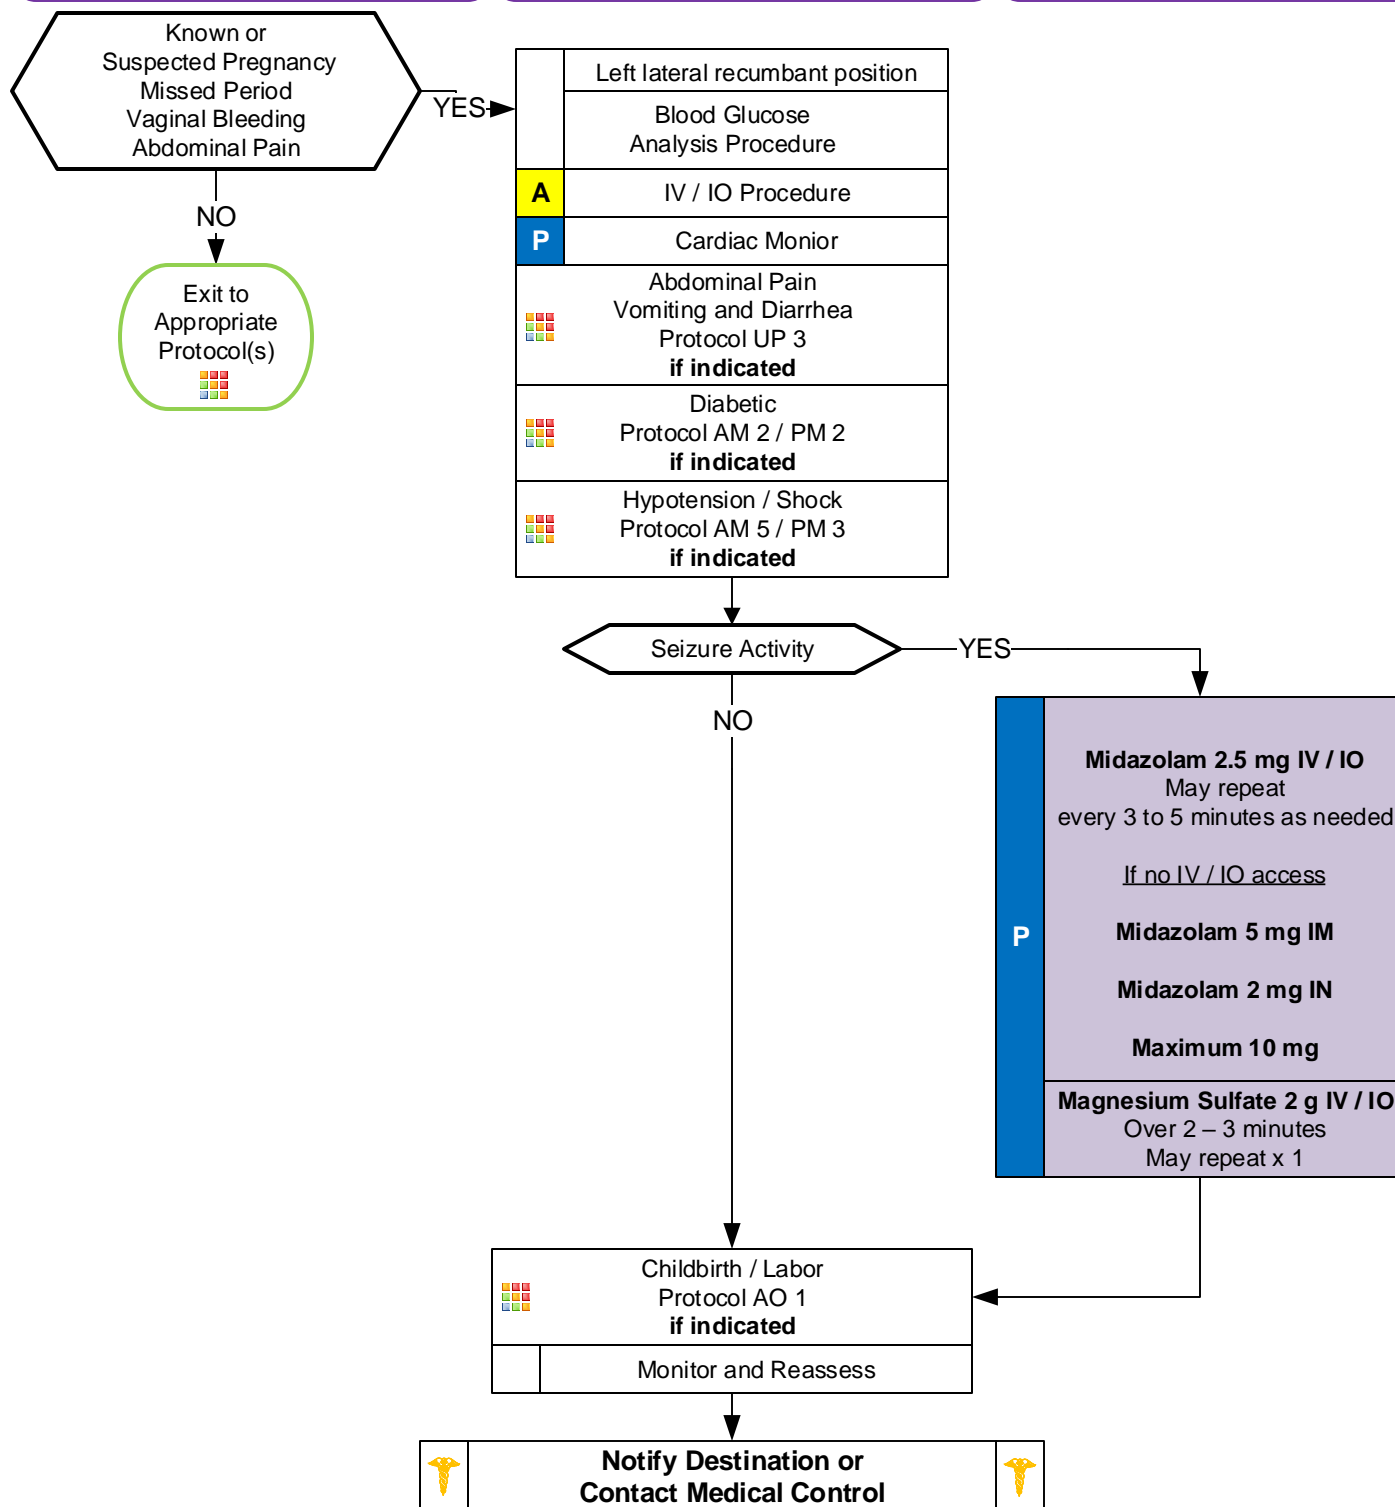 Known or
Suspected Pregnancy
Missed Period
Vaginal Bleeding
Abdominal Pain
YES
NO
Exit to
Appropriate
Protocol(s)
Left lateral recumbant position
Blood Glucose
Analysis Procedure
A
IV / IO Procedure
P
Cardiac Monior
Abdominal Pain
Vomiting and Diarrhea
Protocol UP 3
if indicated
Diabetic
Protocol AM 2 / PM 2
if indicated
Hypotension / Shock
Protocol AM 5 / PM 3
if indicated
Seizure Activity
YES
NO
P
Midazolam 2.5 mg IV / IO
May repeat
every 3 to 5 minutes as needed
If no IV / IO access
Midazolam 5 mg IM
Midazolam 2 mg IN
Maximum 10 mg
Magnesium Sulfate 2 g IV / IO
Over 2 – 3 minutes
May repeat x 1
Childbirth / Labor
Protocol AO 1
if indicated
Monitor and Reassess
Notify Destination or
Contact Medical Control